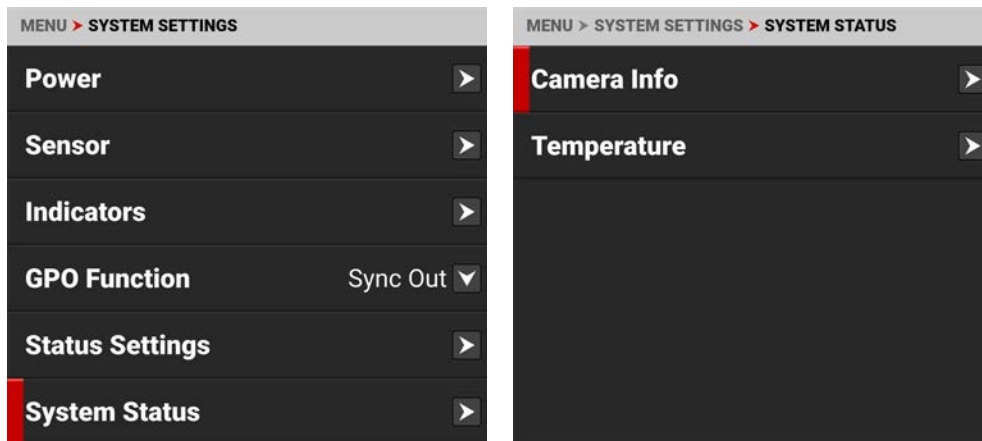 MENU > SYSTEM SETTINGS
Power
Sensor
Indicators
GPO Function Sync Out
Status Settings
System Status
MENU > SYSTEM SETTINGS > SYSTEM STATUS
Camera Info
Temperature